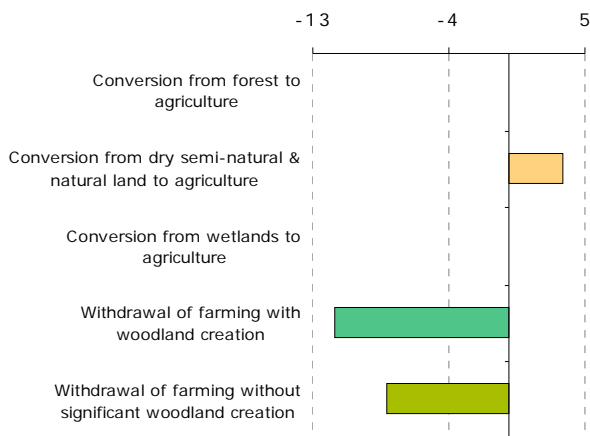 -13 -4 5
Conversion from forest to
agriculture
Conversion from dry semi-natural &
natural land to agriculture
Conversion from wetlands to
agriculture
Withdrawal of farming with
woodland creation
Withdrawal of farming without
significant woodland creation